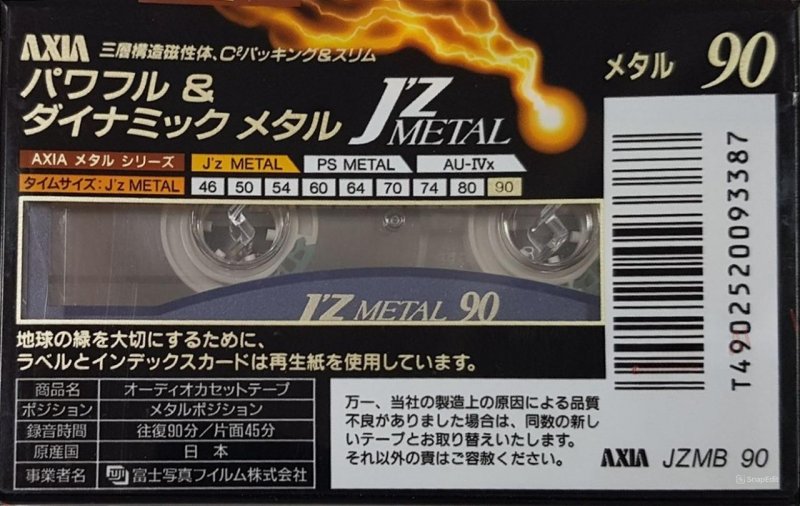 AXIA 三層構造磁性体、C²バッキング&スリム
パワフル &
ダイナミック メタル
J'Z METAL
メタル 90
AXIA メタル シリーズ J'z METAL PS METAL AU-IVx
タイムサイズ：J'z METAL 46 50 54 60 64 70 74 80 90
J'Z METAL 90
地球の緑を大切にするために、
ラベルとインデックスカードは再生紙を使用しています。
商品名 オーディオカセットテープ
ポジション メタルポジション
録音時間 往復90分／片面45分
原産国 日本
事業者名 FUJI 富士写真フイルム株式会社
万一、当社の製造上の原因による品質
不良がありました場合は、同数の新し
いテープとお取り替えいたします。
それ以外の責はご容赦ください。
T4902520093387
AXIA JZMB 90
SnapEdit